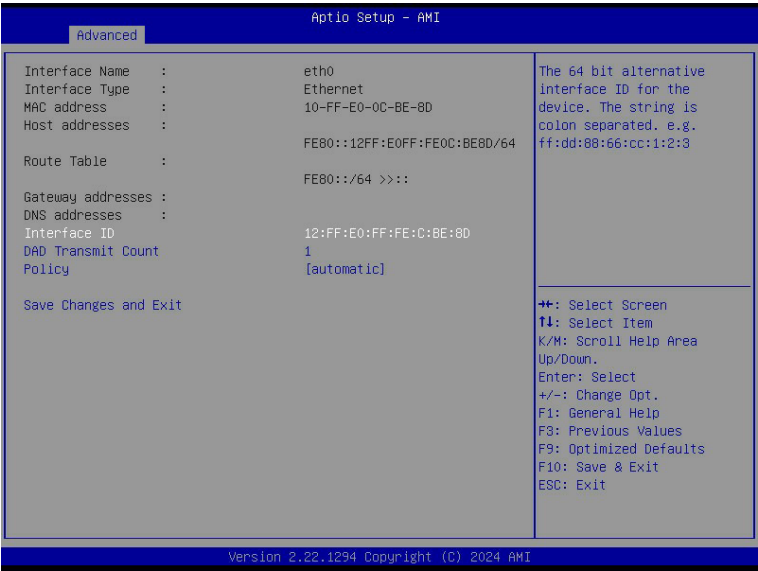 Aptio Setup – AMI
Advanced
Interface Name : eth0
Interface Type : Ethernet
MAC address : 10-FF-E0-0C-BE-8D
Host addresses :
FE80::12FF:E0FF:FE0C:BE8D/64
Route Table :
FE80::/64 >>::
Gateway addresses :
DNS addresses :
Interface ID 12:FF:E0:FF:FE:C:BE:8D
DAD Transmit Count 1
Policy [automatic]
Save Changes and Exit
The 64 bit alternative
interface ID for the
device. The string is
colon separated. e.g.
ff:dd:88:66:cc:1:2:3
→←: Select Screen
↑↓: Select Item
K/M: Scroll Help Area
Up/Down.
Enter: Select
+/-: Change Opt.
F1: General Help
F3: Previous Values
F9: Optimized Defaults
F10: Save & Exit
ESC: Exit
Version 2.22.1294 Copyright (C) 2024 AMI